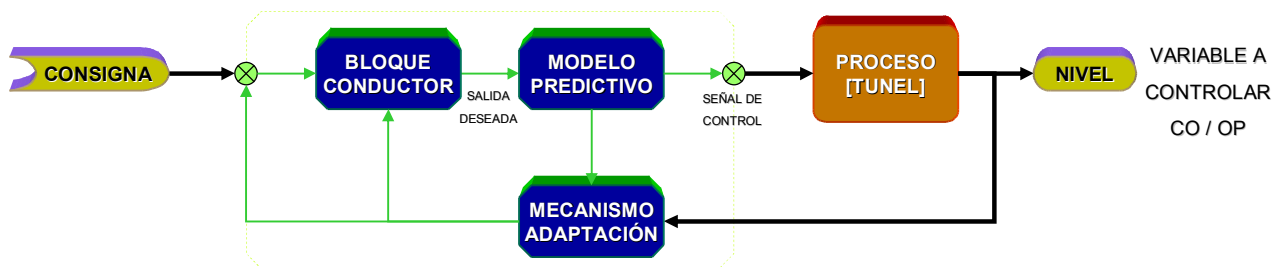 CONSIGNA
BLOQUE
CONDUCTOR
SALIDA
DESEADA
MODELO
PREDICTIVO
SEÑAL DE
CONTROL
PROCESO
[TUNEL]
NIVEL
VARIABLE A
CONTROLAR
CO / OP
MECANISMO
ADAPTACIÓN